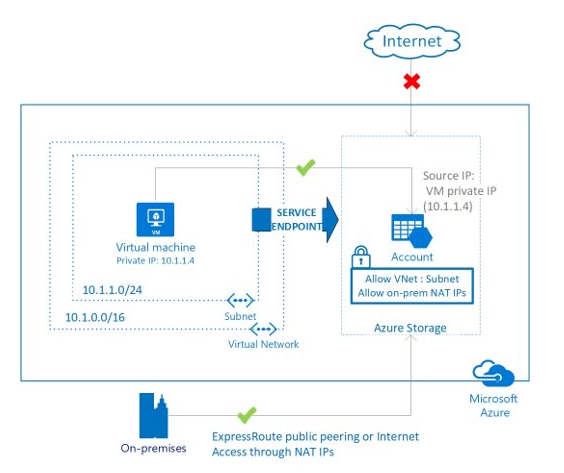 Internet
Source IP:
VM private IP
(10.1.1.4)
SERVICE
ENDPOINT
VM
Virtual machine
Private IP: 10.1.1.4
Account
Allow VNet : Subnet
Allow on-prem NAT IPs
10.1.1.0/24
Subnet
10.1.0.0/16
Azure Storage
Virtual Network
Microsoft
Azure
On-premises
ExpressRoute public peering or Internet
Access through NAT IPs